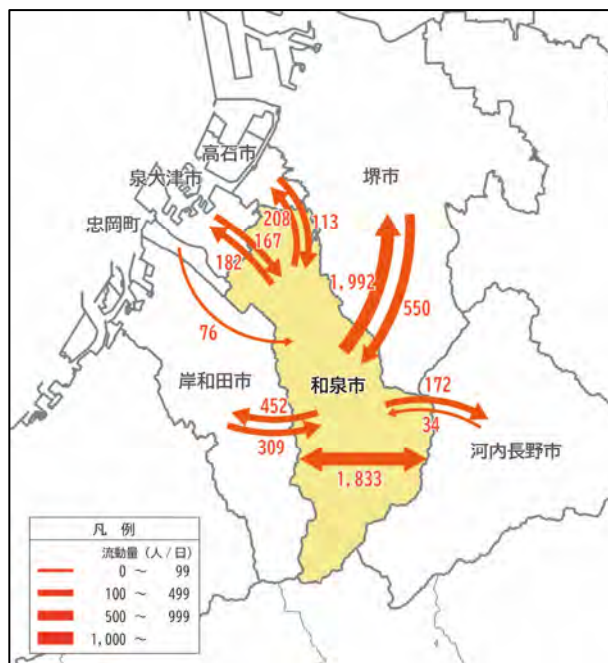 高石市
泉大津市
忠岡町
堺市
208
113
167
182
1,992
550
76
岸和田市
和泉市
172
452
34
309
河内長野市
1,833
凡 例
流動量（人/日）
0 ～ 99
100 ～ 499
500 ～ 999
1,000 ～